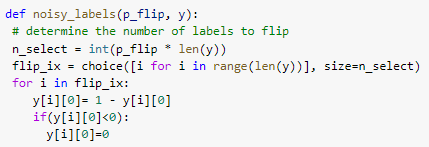 def noisy_labels(p_flip, y):
# determine the number of labels to flip
n_select = int(p_flip * len(y))
flip_ix = choice([i for i in range(len(y))], size=n_select)
for i in flip_ix:
y[i][0]= 1 - y[i][0]
if(y[i][0]<0):
y[i][0]=0